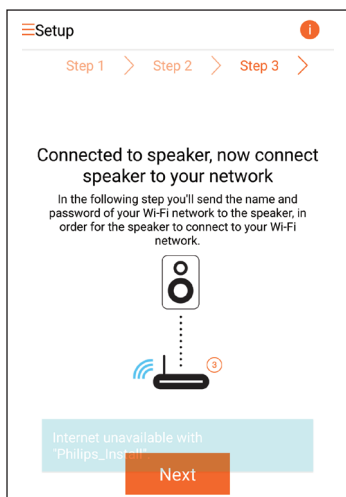 Setup
i
Step 1 Step 2 Step 3
Connected to speaker, now connect
speaker to your network
In the following step you'll send the name and
password of your Wi-Fi network to the speaker, in
order for the speaker to connect to your Wi-Fi
network.
3
Internet unavailable with
"Philips_Install".
Next